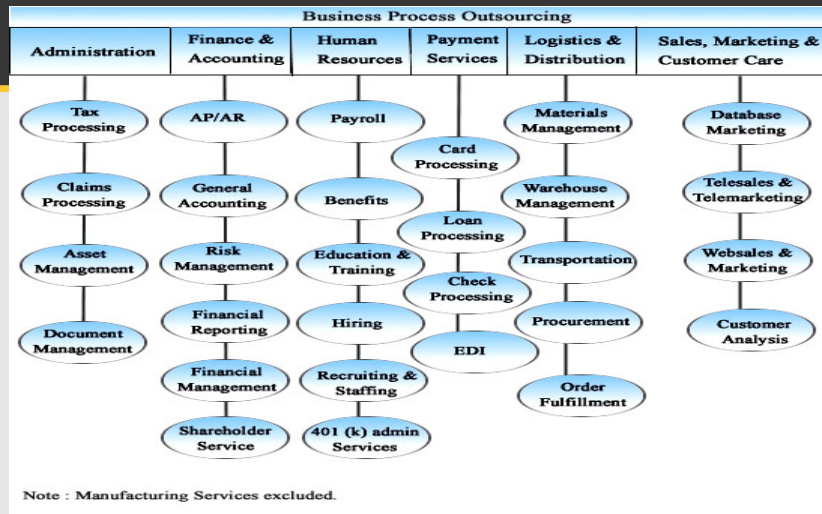 Business Process Outsourcing
Administration
Finance &
Accounting
Human
Resources
Payment
Services
Logistics &
Distribution
Sales, Marketing &
Customer Care
Tax
Processing
Claims
Processing
Asset
Management
Document
Management
AP/AR
General
Accounting
Risk
Management
Financial
Reporting
Financial
Management
Shareholder
Service
Payroll
Benefits
Education &
Training
Hiring
Recruiting &
Staffing
401 (k) admin
Services
Card
Processing
Loan
Processing
Check
Processing
EDI
Materials
Management
Warehouse
Management
Transportation
Procurement
Order
Fulfillment
Database
Marketing
Telesales &
Telemarketing
Websales &
Marketing
Customer
Analysis
Note : Manufacturing Services excluded.